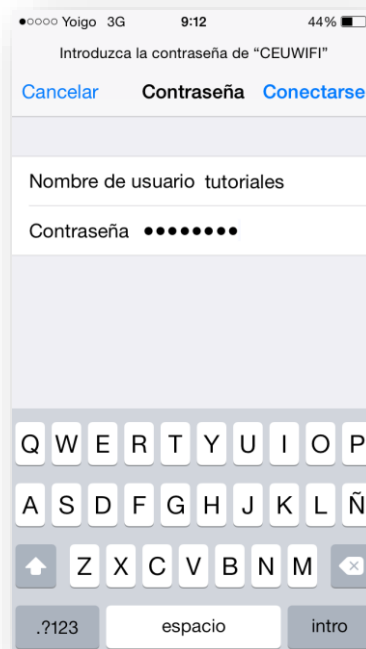 Yoigo 3G 9:12 44%
Introduzca la contraseña de “CEUWIFI”
Cancelar Contraseña Conectarse
Nombre de usuario tutoriales
Contraseña ••••••••
Q W E R T Y U I O P
A S D F G H J K L Ñ
Z X C V B N M
.?123 espacio intro